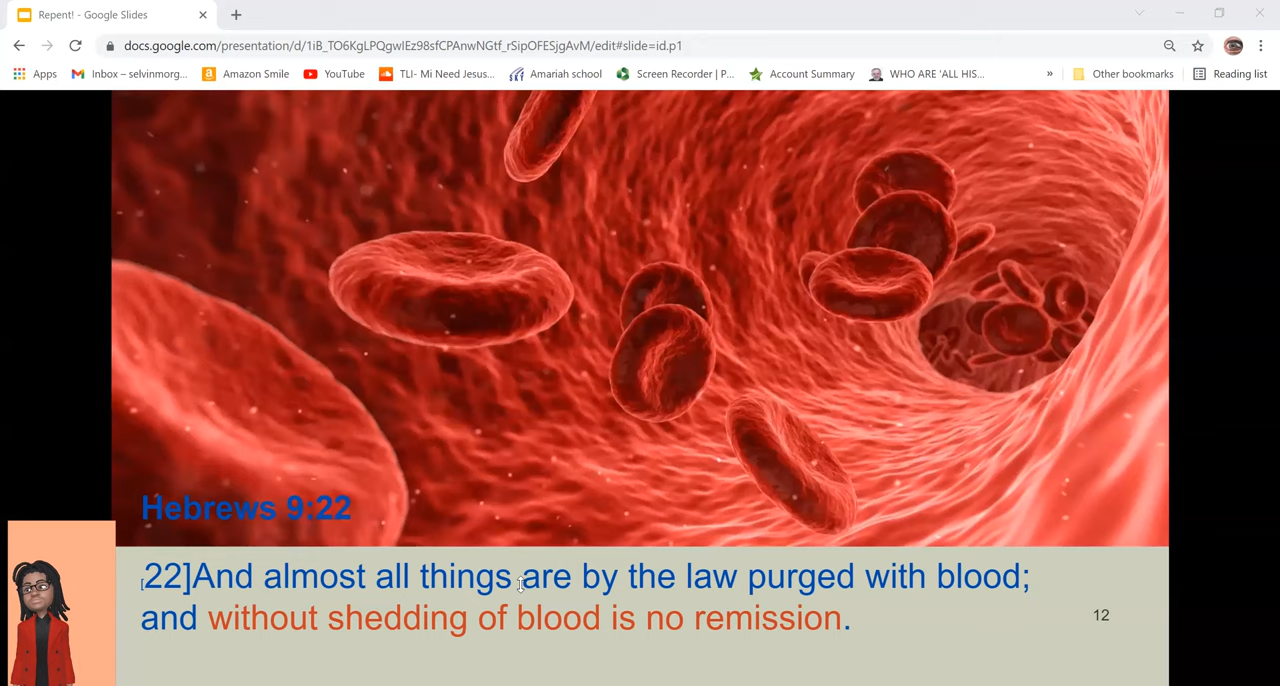 Repent! - Google Slides
docs.google.com/presentation/d/1iB_TO6KgLPQgwIEz98sfCPAnwNGtf_rSipOFESjgAvM/edit#slide=id.p1
Apps Inbox – selvinmorg... Amazon Smile YouTube TLI- Mi Need Jesus... Amariah school Screen Recorder | P... Account Summary WHO ARE 'ALL HIS... » Other bookmarks Reading list
Hebrews 9:22
[22]And almost all things are by the law purged with blood;
and without shedding of blood is no remission.
12